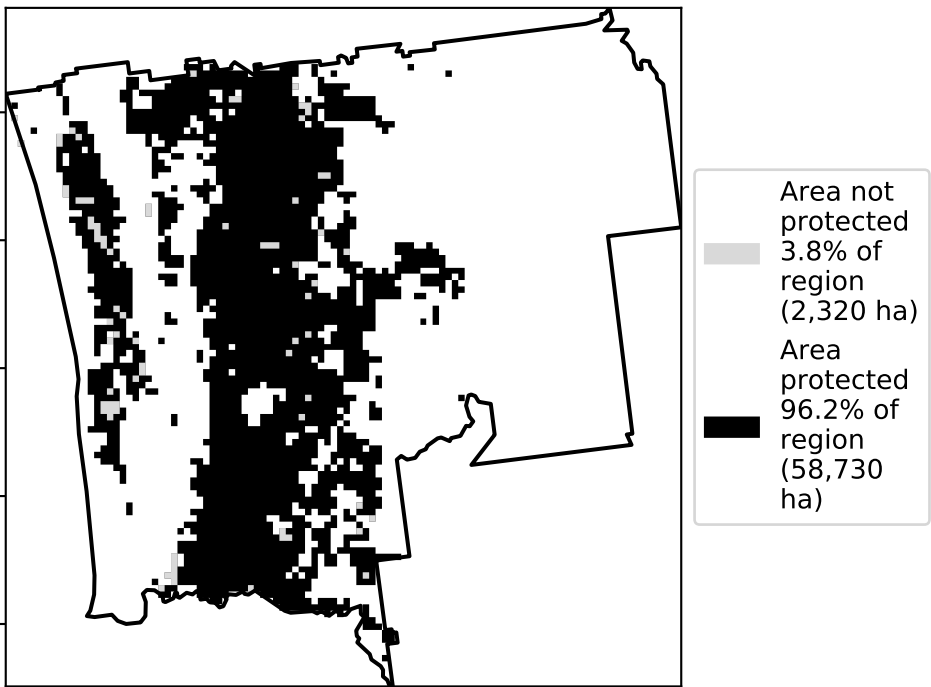 Area not
protected
3.8% of
region
(2,320 ha)
Area
protected
96.2% of
region
(58,730
ha)